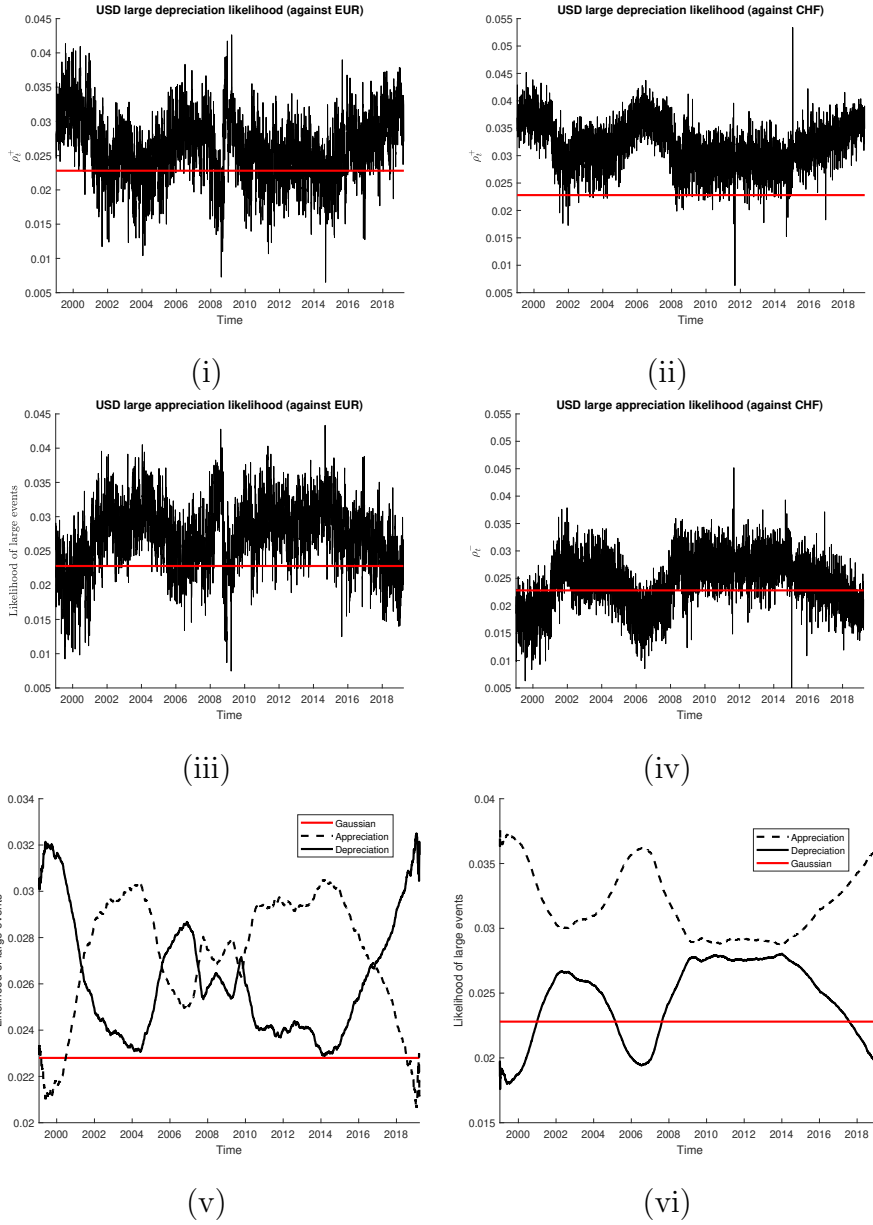 USD large depreciation likelihood (against EUR)
0.045
0.04
0.035
0.03
0.025
0.02
0.015
0.01
0.005
ρt+
2000 2002 2004 2006 2008 2010 2012 2014 2016 2018
Time
(i)
USD large depreciation likelihood (against CHF)
0.055
0.05
0.045
0.04
0.035
0.03
0.025
0.02
0.015
0.01
0.005
ρt+
2000 2002 2004 2006 2008 2010 2012 2014 2016 2018
Time
(ii)
USD large appreciation likelihood (against EUR)
0.045
0.04
0.035
0.03
0.025
0.02
0.015
0.01
0.005
Likelihood of large events
2000 2002 2004 2006 2008 2010 2012 2014 2016 2018
Time
(iii)
USD large appreciation likelihood (against CHF)
0.055
0.05
0.045
0.04
0.035
0.03
0.025
0.02
0.015
0.01
0.005
ρt-
2000 2002 2004 2006 2008 2010 2012 2014 2016 2018
Time
(iv)
0.034
0.032
0.03
0.028
0.026
0.024
0.022
0.02
of large events
Gaussian
Appreciation
Depreciation
2000 2002 2004 2006 2008 2010 2012 2014 2016 2018
Time
(v)
0.04
0.035
0.03
0.025
0.02
0.015
Likelihood of large events
Appreciation
Depreciation
Gaussian
2000 2002 2004 2006 2008 2010 2012 2014 2016 2018
Time
(vi)